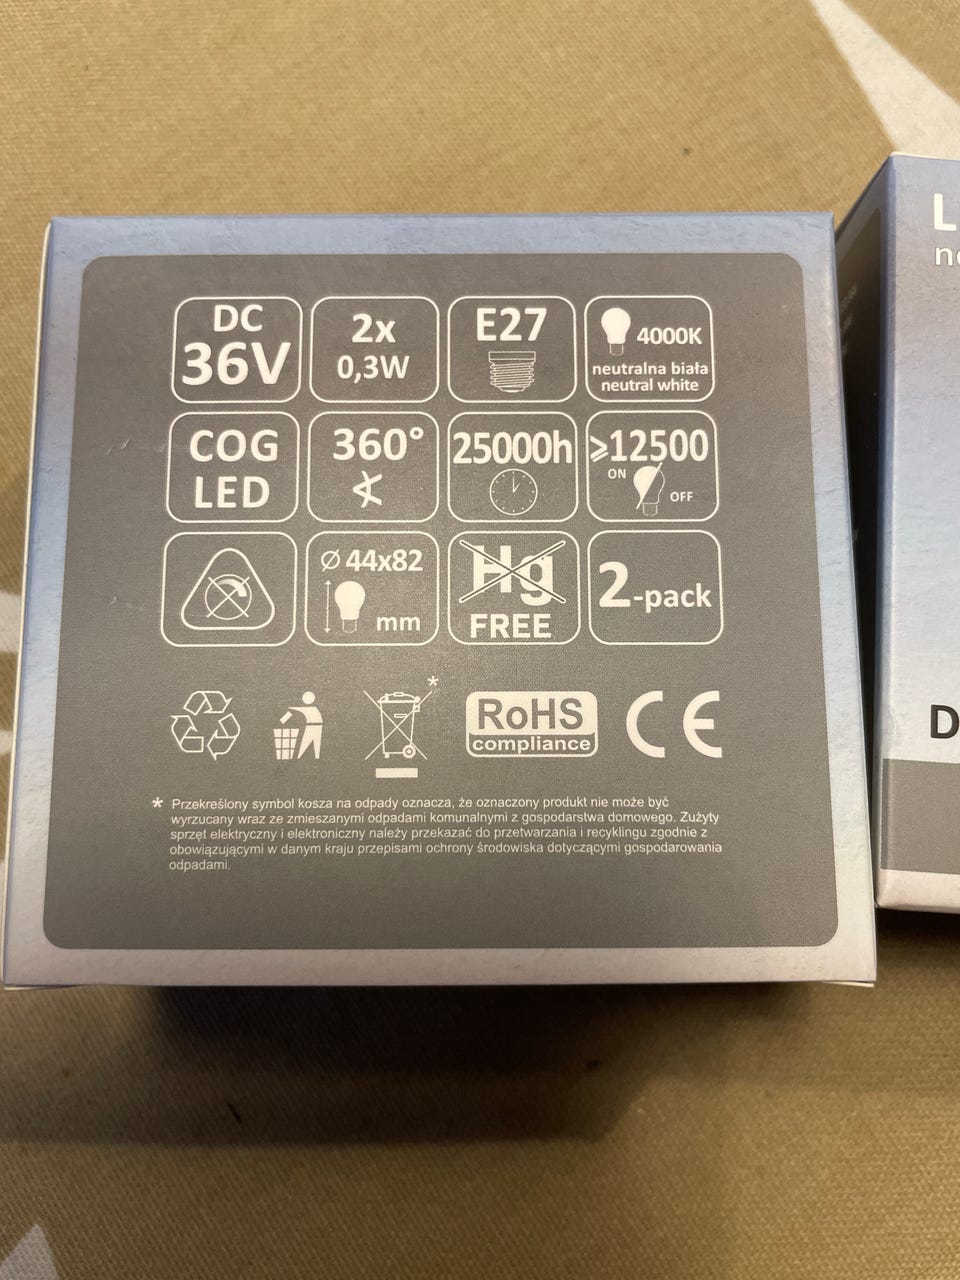 DC
36V
2x
0,3W
E27
4000K
neutralna biała
neutral white
COG
LED
360°
25000h
≥12500
ON
OFF
Ø 44x82
mm
Hg
FREE
2-pack
*
RoHS
compliance
CE
* Przekreślony symbol kosza na odpady oznacza, że oznaczony produkt nie może być
wyrzucany wraz ze zmieszanymi odpadami komunalnymi z gospodarstwa domowego. Zużyty
sprzęt elektryczny i elektroniczny należy przekazać do przetwarzania i recyklingu zgodnie z
obowiązującymi w danym kraju przepisami ochrony środowiska dotyczącymi gospodarowania
odpadami.
L
D